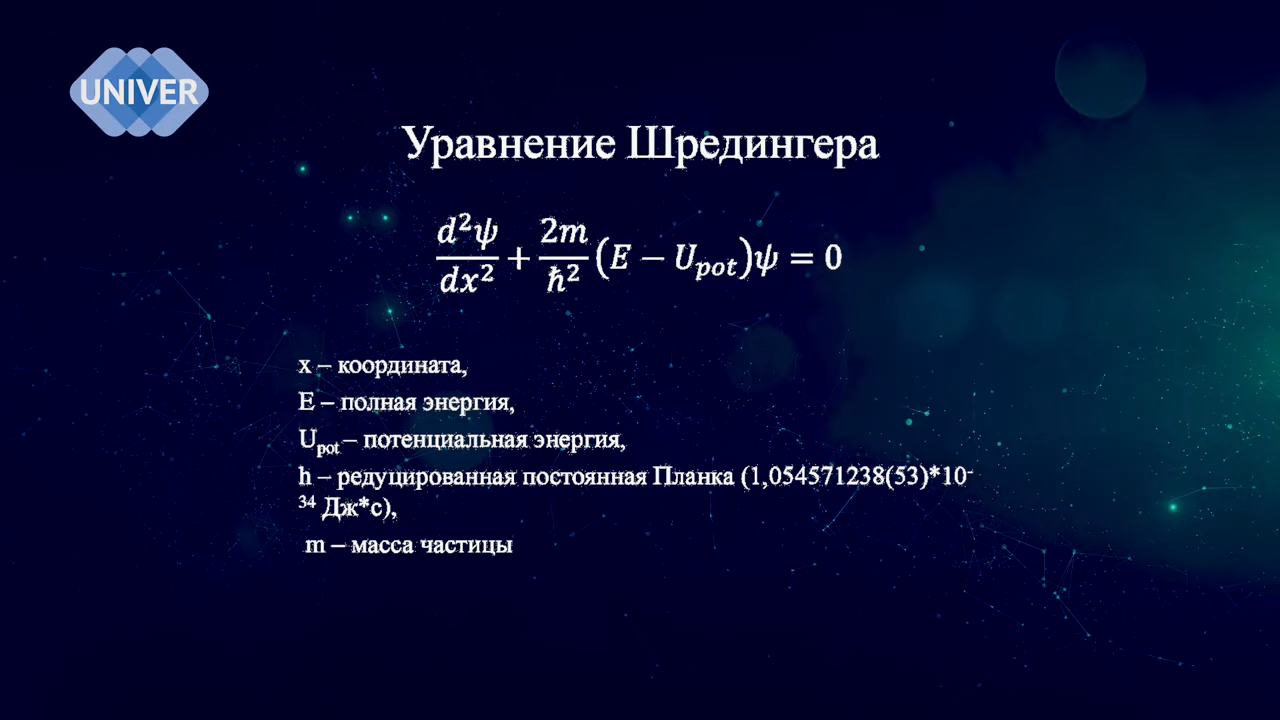 UNIVER
Уравнение Шредингера
d²ψ/dx² + 2m/ħ² (E − U_pot)ψ = 0
x – координата,
E – полная энергия,
U_pot – потенциальная энергия,
h – редуцированная постоянная Планка (1,054571238(53)*10⁻
³⁴ Дж*с),
m – масса частицы